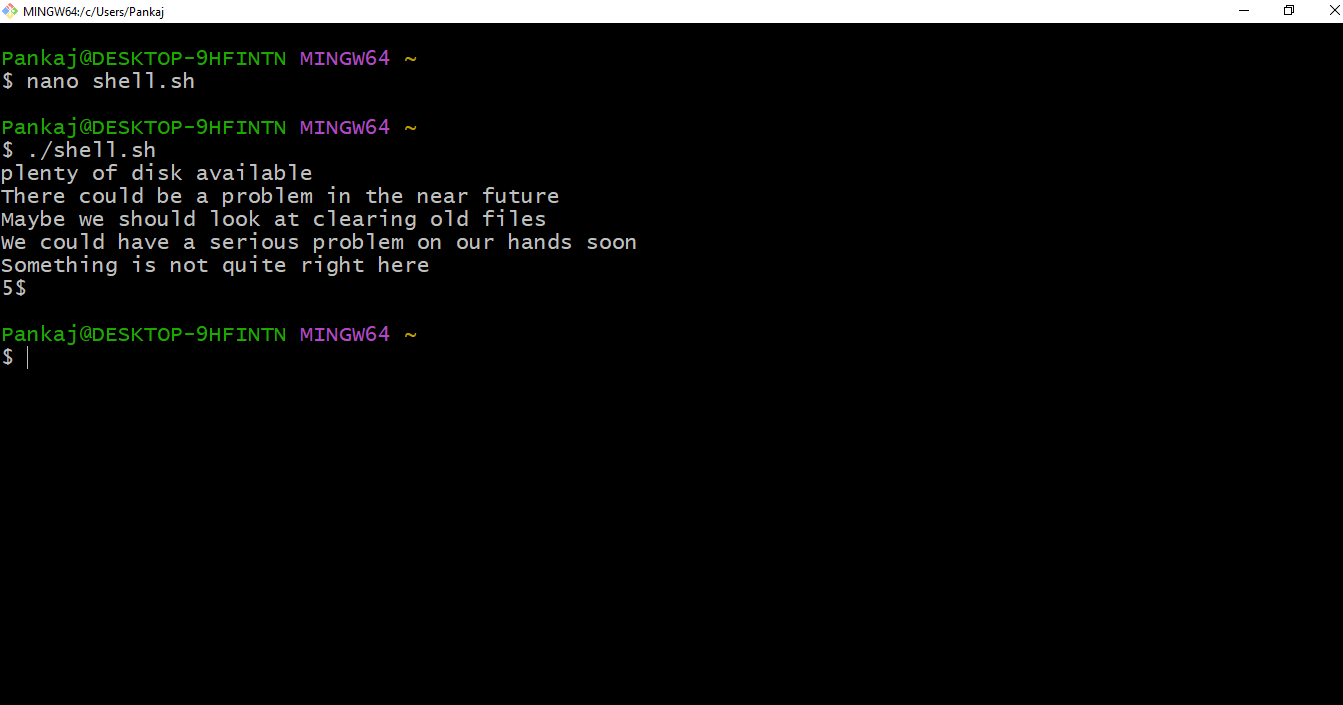 MINGW64:/c/Users/Pankaj
Pankaj@DESKTOP-9HFINTN MINGW64 ~
$ nano shell.sh
Pankaj@DESKTOP-9HFINTN MINGW64 ~
$ ./shell.sh
plenty of disk available
There could be a problem in the near future
Maybe we should look at clearing old files
We could have a serious problem on our hands soon
Something is not quite right here
5$
Pankaj@DESKTOP-9HFINTN MINGW64 ~
$